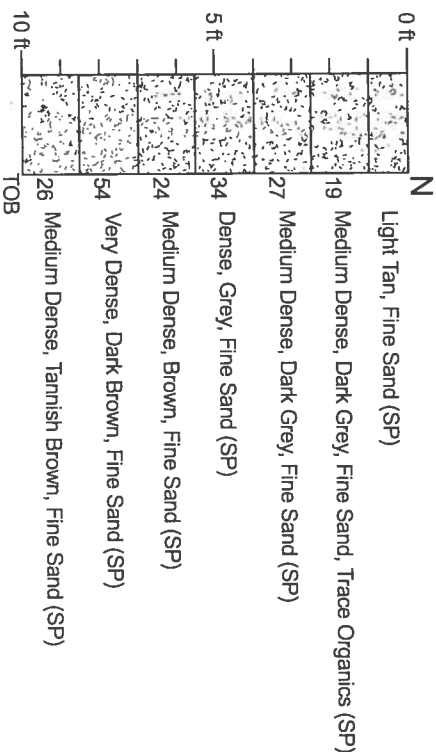 0 ft
N
Light Tan, Fine Sand (SP)
19 Medium Dense, Dark Grey, Fine Sand, Trace Organics (SP)
27 Medium Dense, Dark Grey, Fine Sand (SP)
5 ft
34 Dense, Grey, Fine Sand (SP)
24 Medium Dense, Brown, Fine Sand (SP)
54 Very Dense, Dark Brown, Fine Sand (SP)
26 Medium Dense, Tannish Brown, Fine Sand (SP)
10 ft
TOB